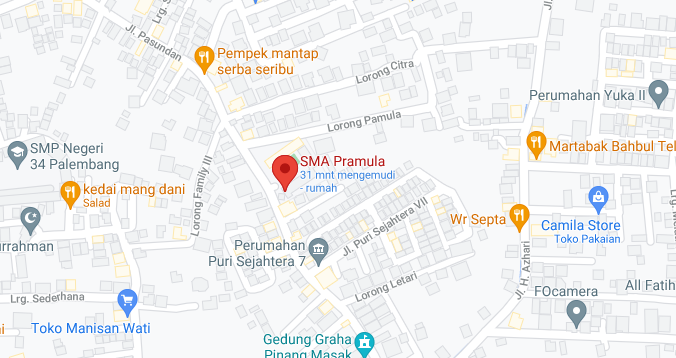 Lrg.
Jl. Pasundan
Pempek mantap
serba seribu
Lorong Citra
Perumahan Yuka II
Lorong Pamula
Martabak Bahbul Tel
SMP Negeri
34 Palembang
SMA Pramula
31 mnt mengemudi
- rumah
Lorong Family III
kedai mang dani
Salad
urrahman
Jl. Puri Sejahtera VII
Wr Septa
Camila Store
Toko Pakaian
Perumahan
Puri Sejahtera 7
Jl. H. Azhari
Lorong Letari
Lrg. Sederhana
FOcamera
All Fatih
Toko Manisan Wati
Gedung Graha
Pinang Masak